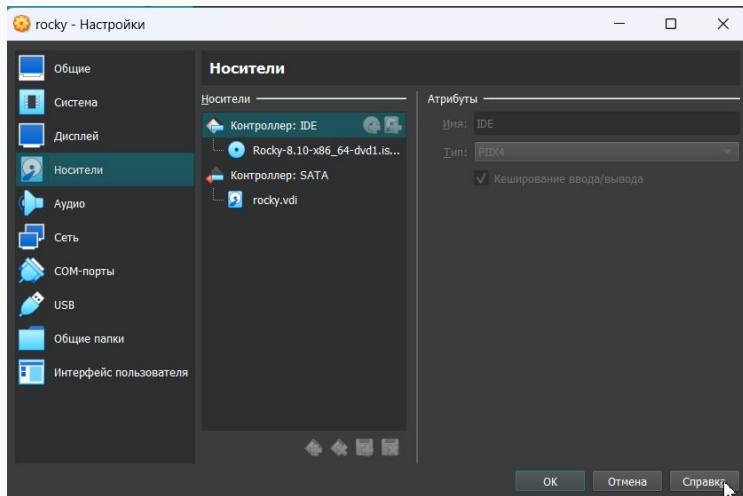 rocky - Настройки
Общие
Система
Дисплей
Носители
Аудио
Сеть
COM-порты
USB
Общие папки
Интерфейс пользователя
Носители
Носители
Контроллер: IDE
Rocky-8.10-x86_64-dvd1.is...
Контроллер: SATA
rocky.vdi
Атрибуты
Имя: IDE
Тип: PIIX4
Кеширование ввода/вывода
OK
Отмена
Справка